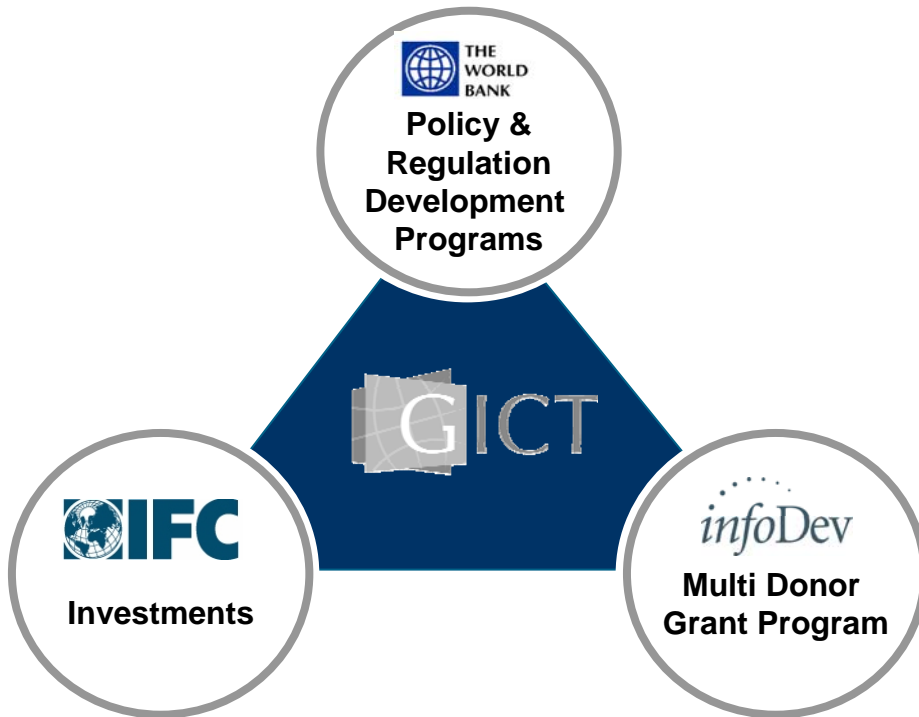 THE
WORLD
BANK
Policy &
Regulation
Development
Programs
GICT
IFC
Investments
infoDev
Multi Donor
Grant Program